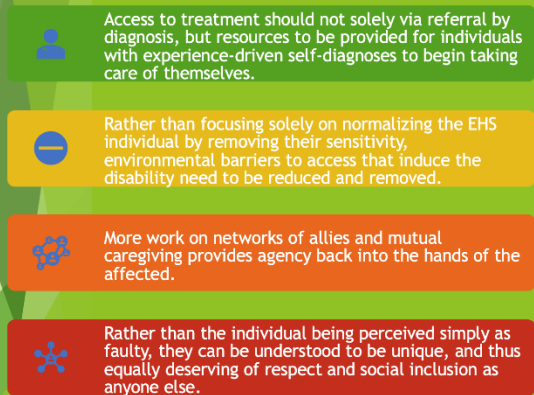 Access to treatment should not solely via referral by
diagnosis, but resources to be provided for individuals
with experience-driven self-diagnoses to begin taking
care of themselves.
Rather than focusing solely on normalizing the EHS
individual by removing their sensitivity,
environmental barriers to access that induce the
disability need to be reduced and removed.
More work on networks of allies and mutual
caregiving provides agency back into the hands of the
affected.
Rather than the individual being perceived simply as
faulty, they can be understood to be unique, and thus
equally deserving of respect and social inclusion as
anyone else.